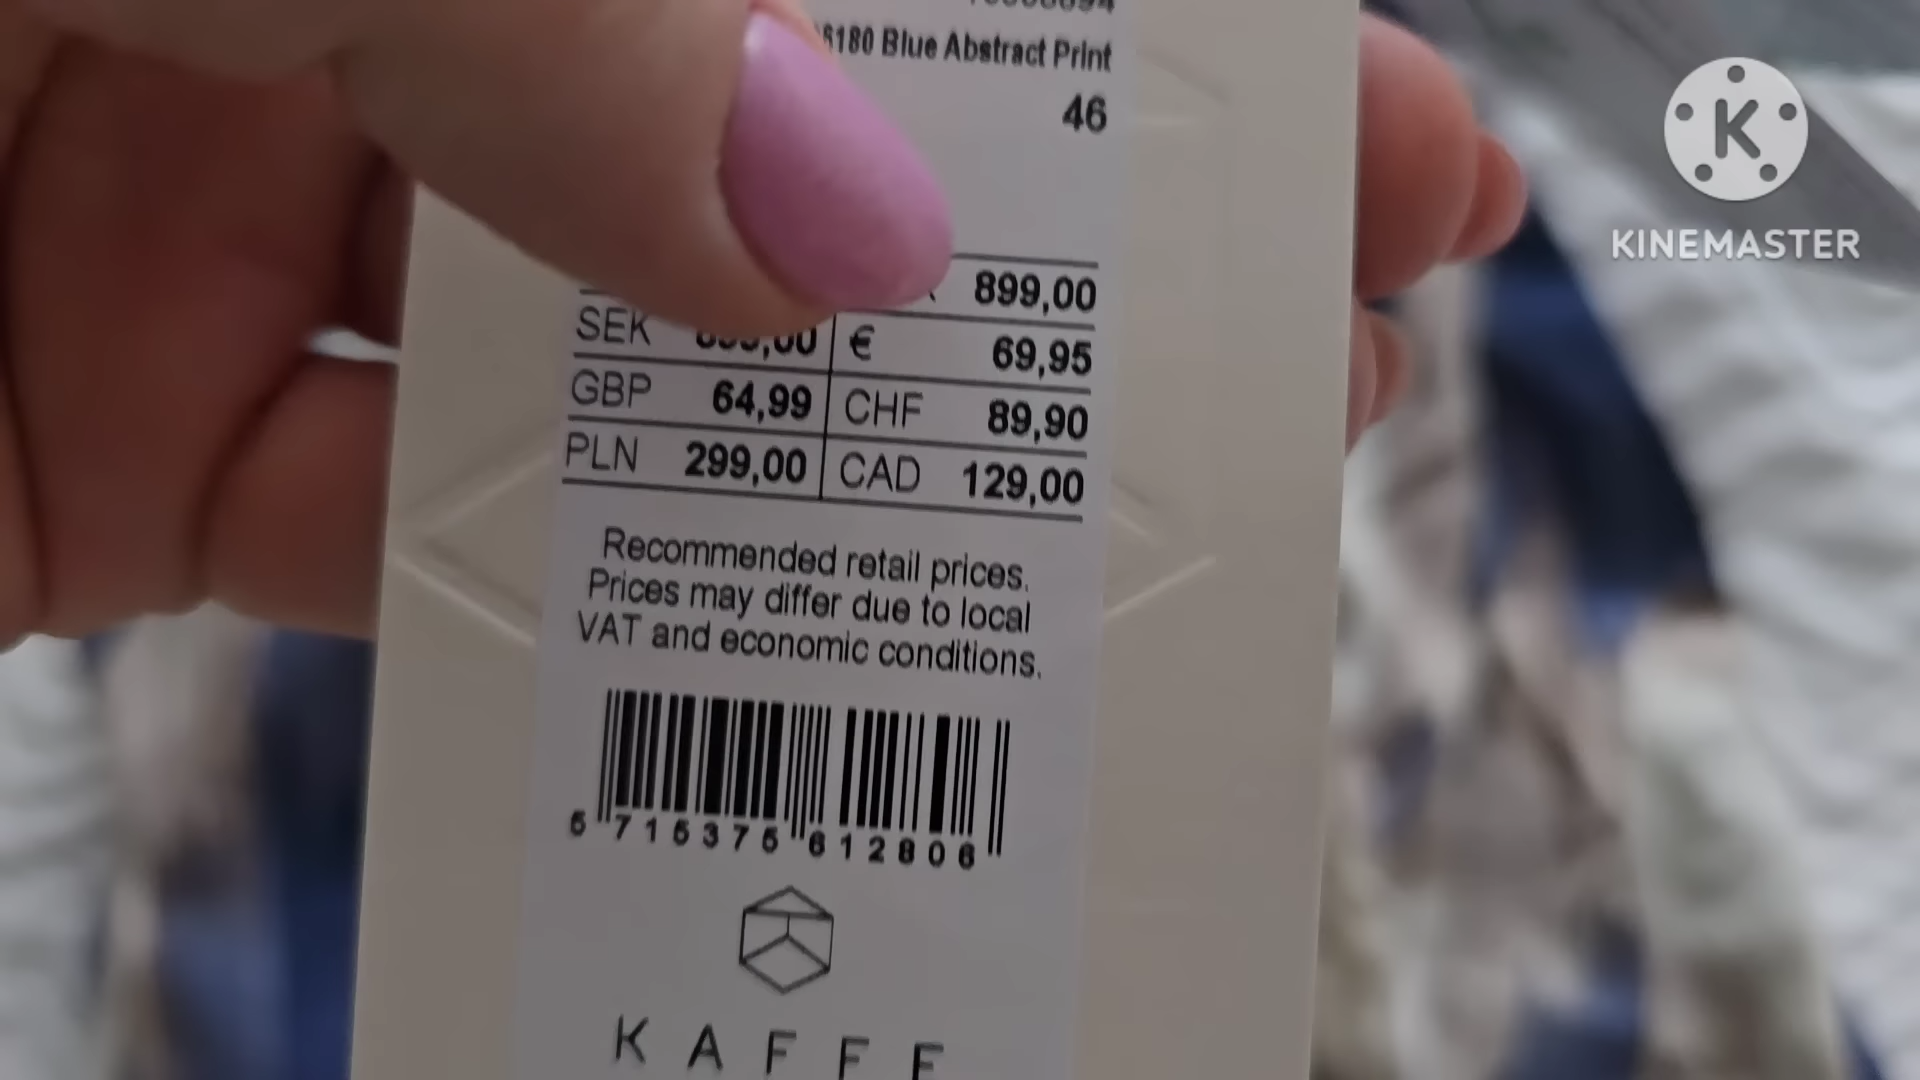 6180 Blue Abstract Print
46
899,00
SEK € 69,95
GBP 64,99 CHF 89,90
PLN 299,00 CAD 129,00
Recommended retail prices.
Prices may differ due to local
VAT and economic conditions.
5 715375 612806
KAFFE
KINEMASTER